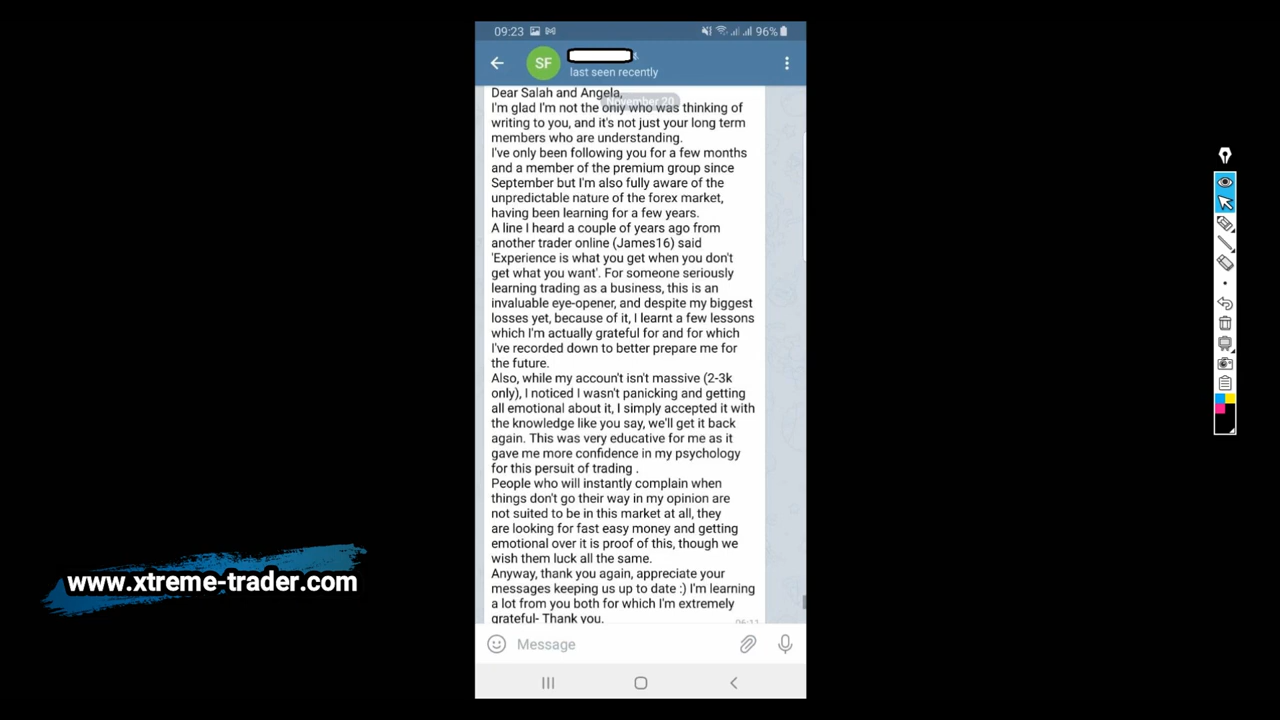 09:23
96%
SF
last seen recently
Dear Salah and Angela,
November 20
I'm glad I'm not the only who was thinking of
writing to you, and it's not just your long term
members who are understanding.
I've only been following you for a few months
and a member of the premium group since
September but I'm also fully aware of the
unpredictable nature of the forex market,
having been learning for a few years.
A line I heard a couple of years ago from
another trader online (James16) said
'Experience is what you get when you don't
get what you want'. For someone seriously
learning trading as a business, this is an
invaluable eye-opener, and despite my biggest
losses yet, because of it, I learnt a few lessons
which I'm actually grateful for and for which
I've recorded down to better prepare me for
the future.
Also, while my account isn't massive (2-3k
only), I noticed I wasn't panicking and getting
all emotional about it, I simply accepted it with
the knowledge like you say, we'll get it back
again. This was very educative for me as it
gave me more confidence in my psychology
for this persuit of trading .
People who will instantly complain when
things don't go their way in my opinion are
not suited to be in this market at all, they
are looking for fast easy money and getting
emotional over it is proof of this, though we
wish them luck all the same.
Anyway, thank you again, appreciate your
messages keeping us up to date :) I'm learning
a lot from you both for which I'm extremely
grateful- Thank you.
06:11
Message
www.xtreme-trader.com